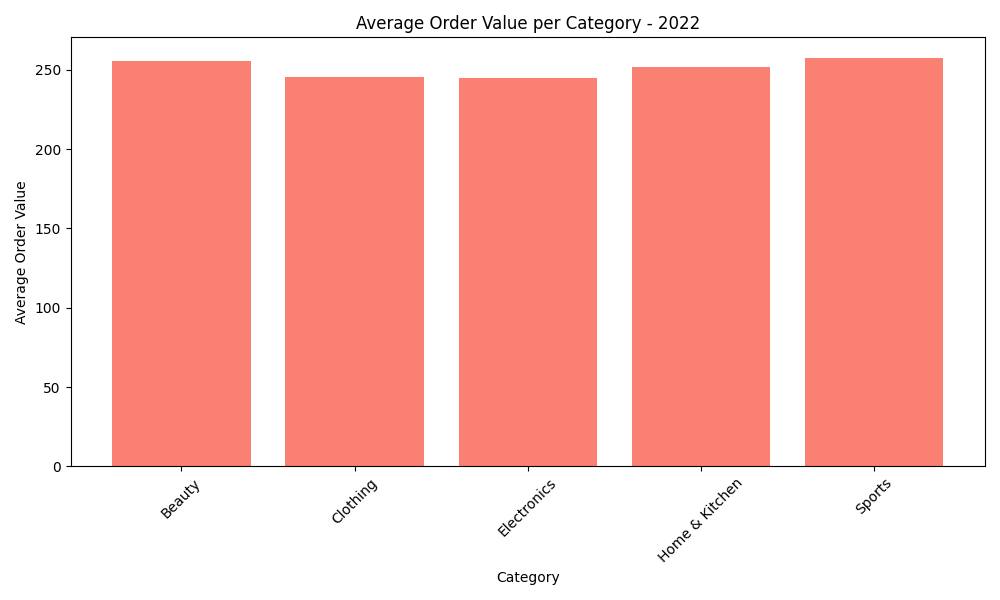 Average Order Value per Category - 2022
Average Order Value
250
200
150
100
50
0
Beauty
Clothing
Electronics
Home & Kitchen
Sports
Category